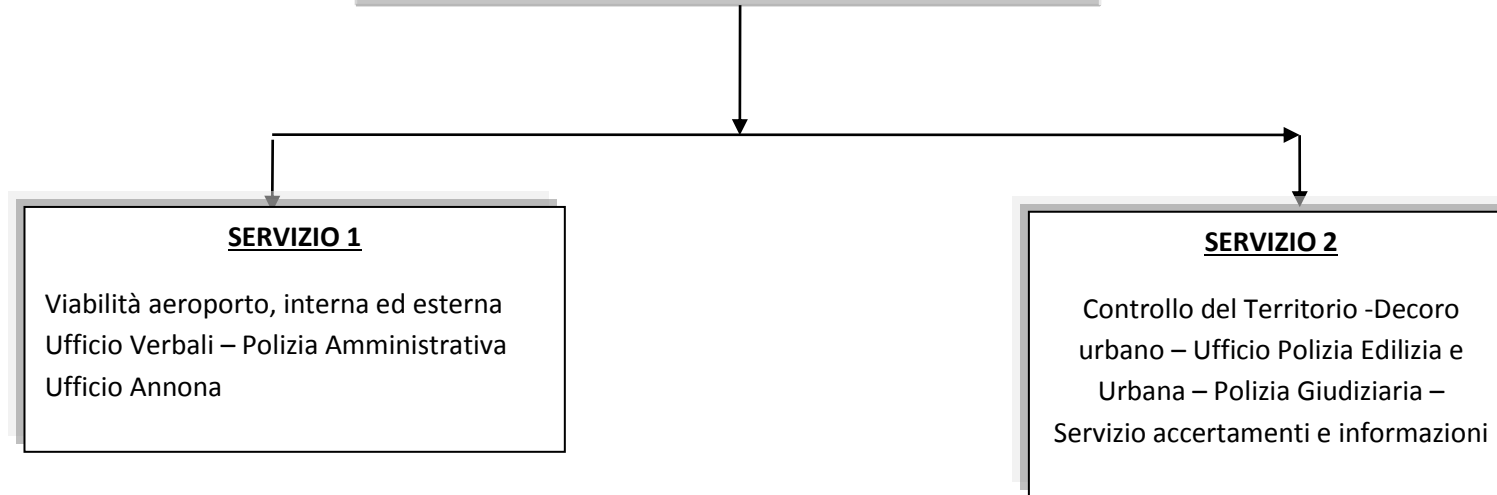 SERVIZIO 1
Viabilità aeroporto, interna ed esterna
Ufficio Verbali – Polizia Amministrativa
Ufficio Annona
SERVIZIO 2
Controllo del Territorio -Decoro
urbano – Ufficio Polizia Edilizia e
Urbana – Polizia Giudiziaria –
Servizio accertamenti e informazioni